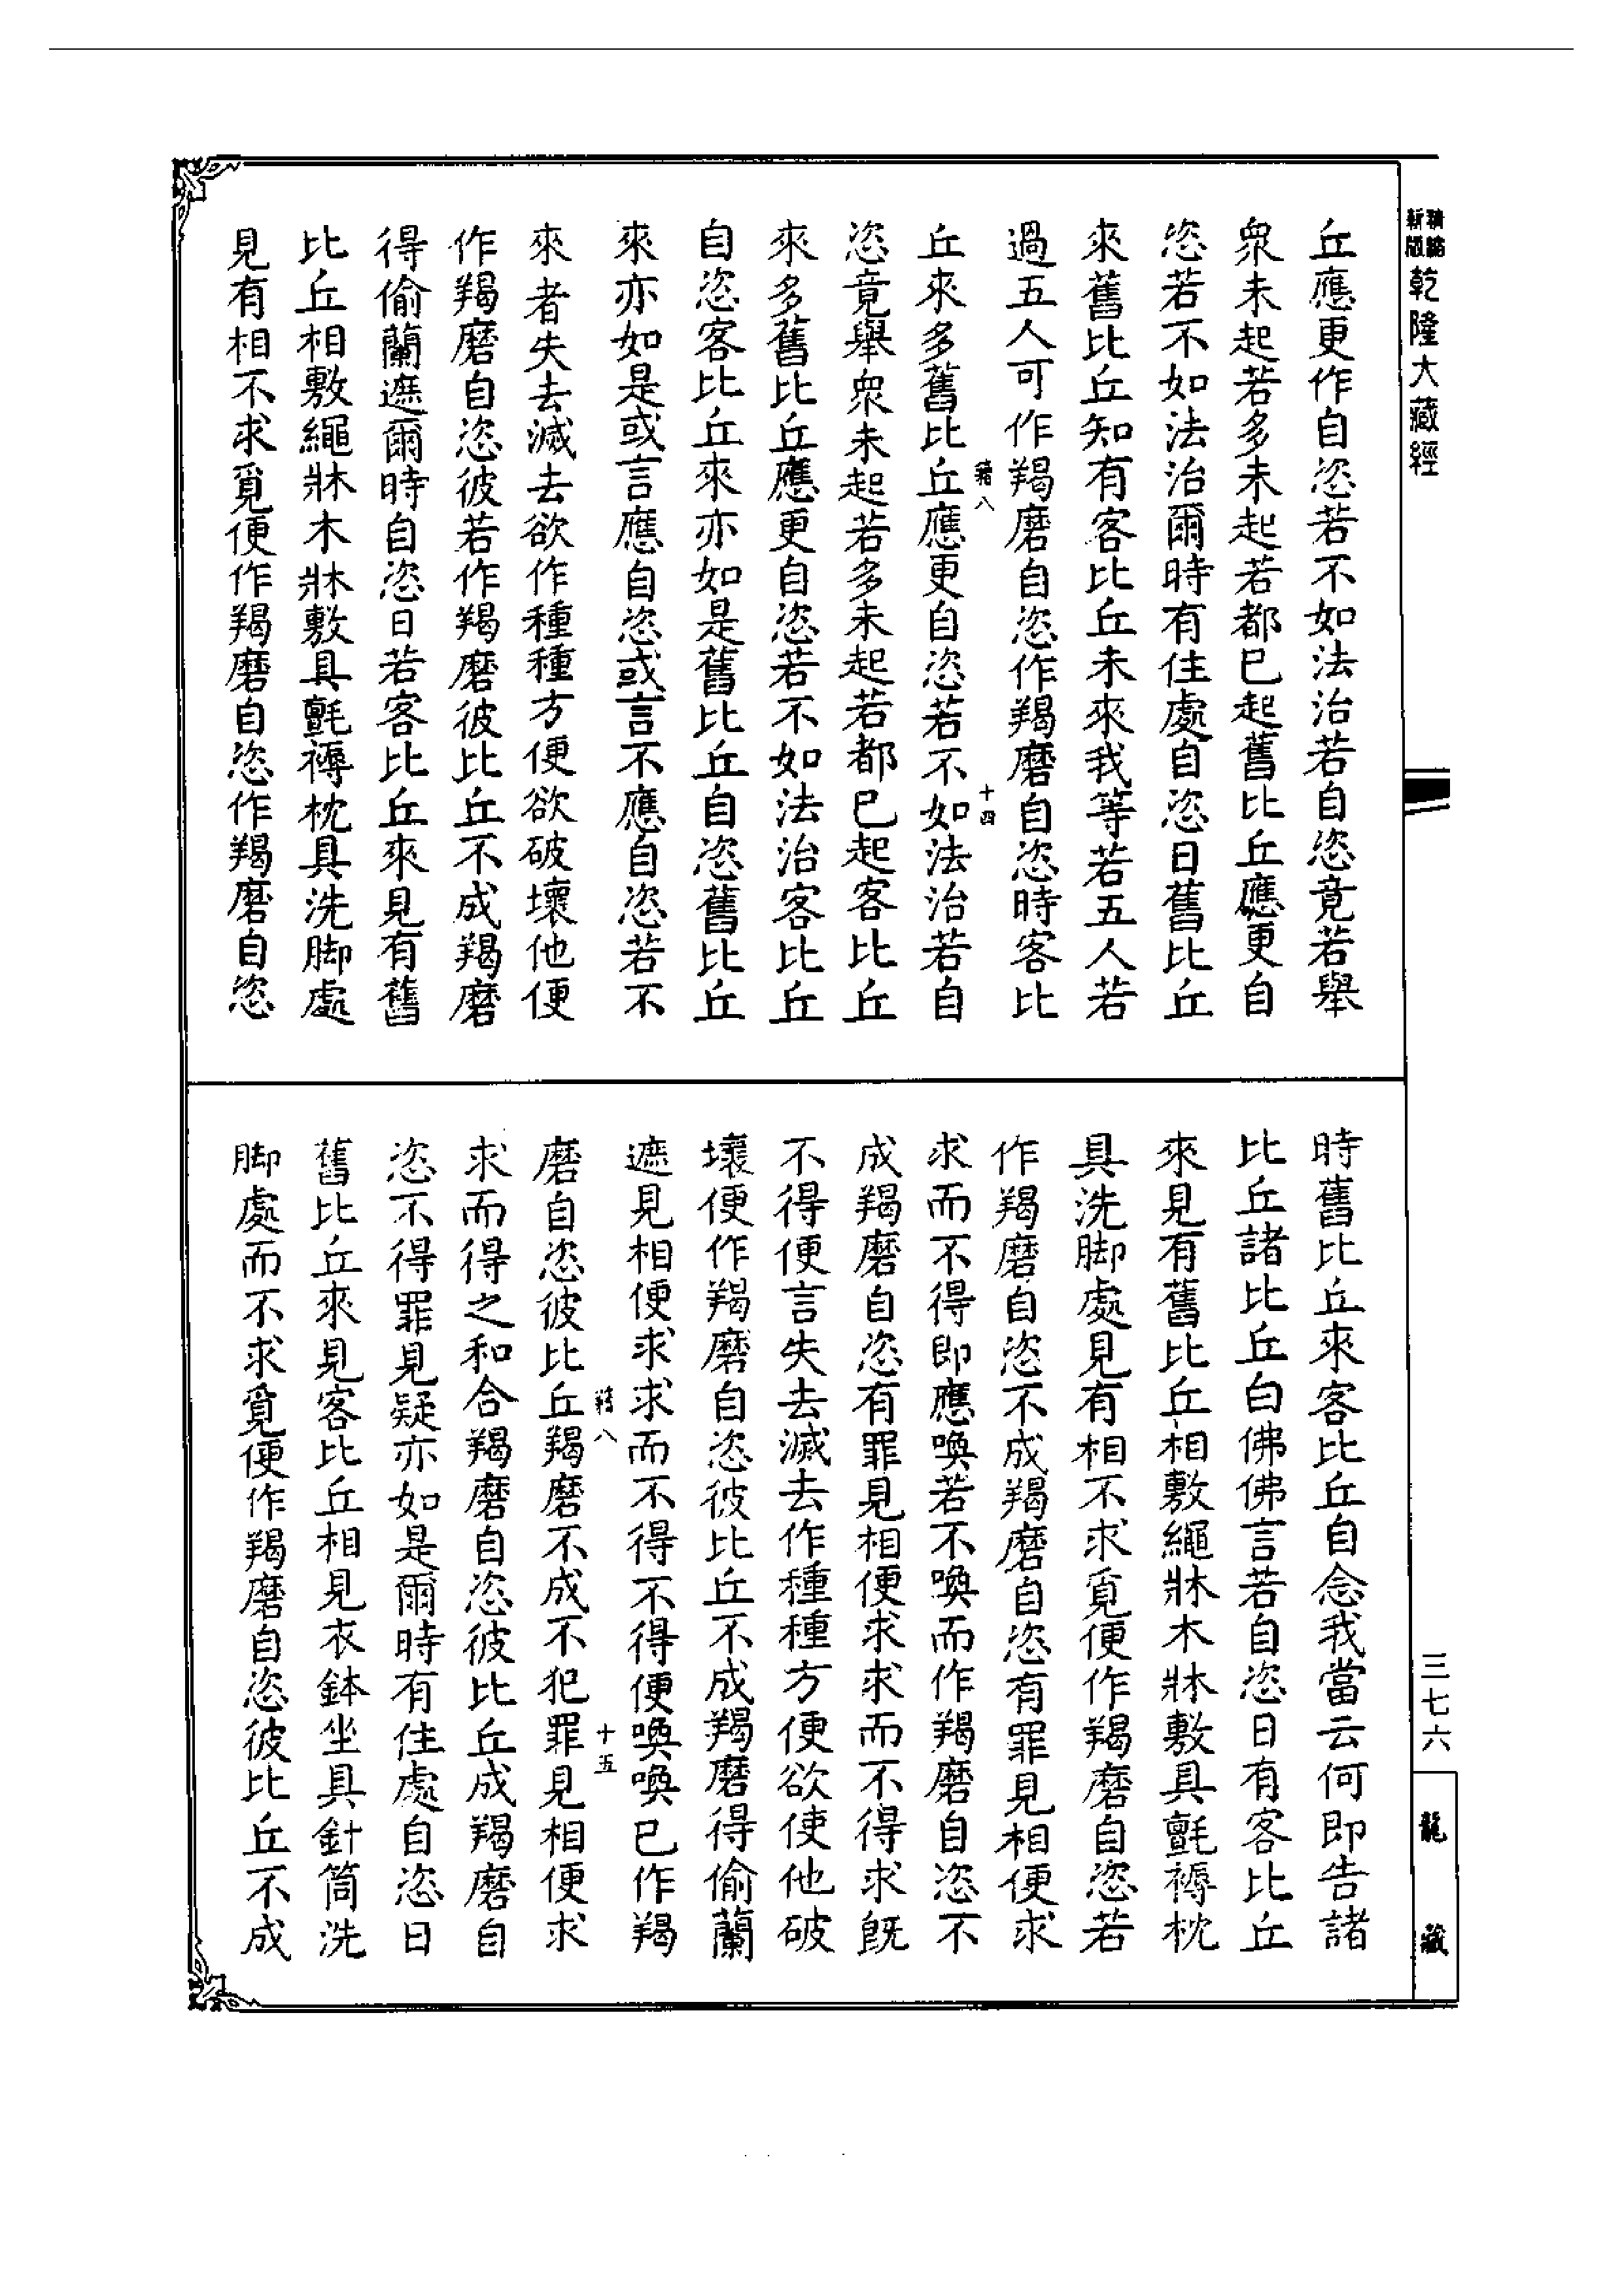 乾隆大藏經
丘應更作自恣若不如法治若自恣竟若舉
眾未起若多未起若都已起舊比丘應更自
恣若不如法治爾時有住處自恣日舊比丘
來舊比丘知有客比丘未來我等若五人若
過五人可作羯磨自恣作羯磨自恣時客比
丘來多舊比丘應更自恣若不如法治若自
恣竟舉眾未起若多未起若都已起客比丘
來多舊比丘應更自恣若不如法治客比丘
自恣客比丘來亦如是舊比丘自恣舊比丘
來亦如是或言應自恣或言不應自恣若不
來者失去滅去欲作種種方便欲破壞他便
作羯磨自恣彼若作羯磨彼比丘不成羯磨
得偷蘭遮爾時自恣日若客比丘來見有舊
比丘相敷繩牀木牀敷具氈褥枕具洗脚處
見有相不求覓便作羯磨自恣作羯磨自恣
十四
時舊比丘來客比丘自念我當云何即告諸
比丘諸比丘白佛佛言若自恣日有客比丘
來見有舊比丘相敷繩牀木牀敷具氈褥枕
具洗脚處見有相不求覓便作羯磨自恣若
作羯磨自恣不成羯磨自恣有罪見相便求
求而不得即應喚若不喚而作羯磨自恣不
成羯磨自恣有罪見相便求求而不得求既
不得便言失去滅去作種種方便欲使他破
壞便作羯磨自恣彼比丘不成羯磨得偷蘭
遮見相便求求而不得不得便喚喚已作羯
磨自恣彼比丘羯磨不成不犯罪見相便求
求而得之和合羯磨自恣彼比丘成羯磨自
恣不得罪見疑亦如是爾時有住處自恣日
舊比丘來見客比丘相見衣鉢坐具針筒洗
脚處而不求覓便作羯磨自恣彼比丘不成
十五
三七六
龍藏